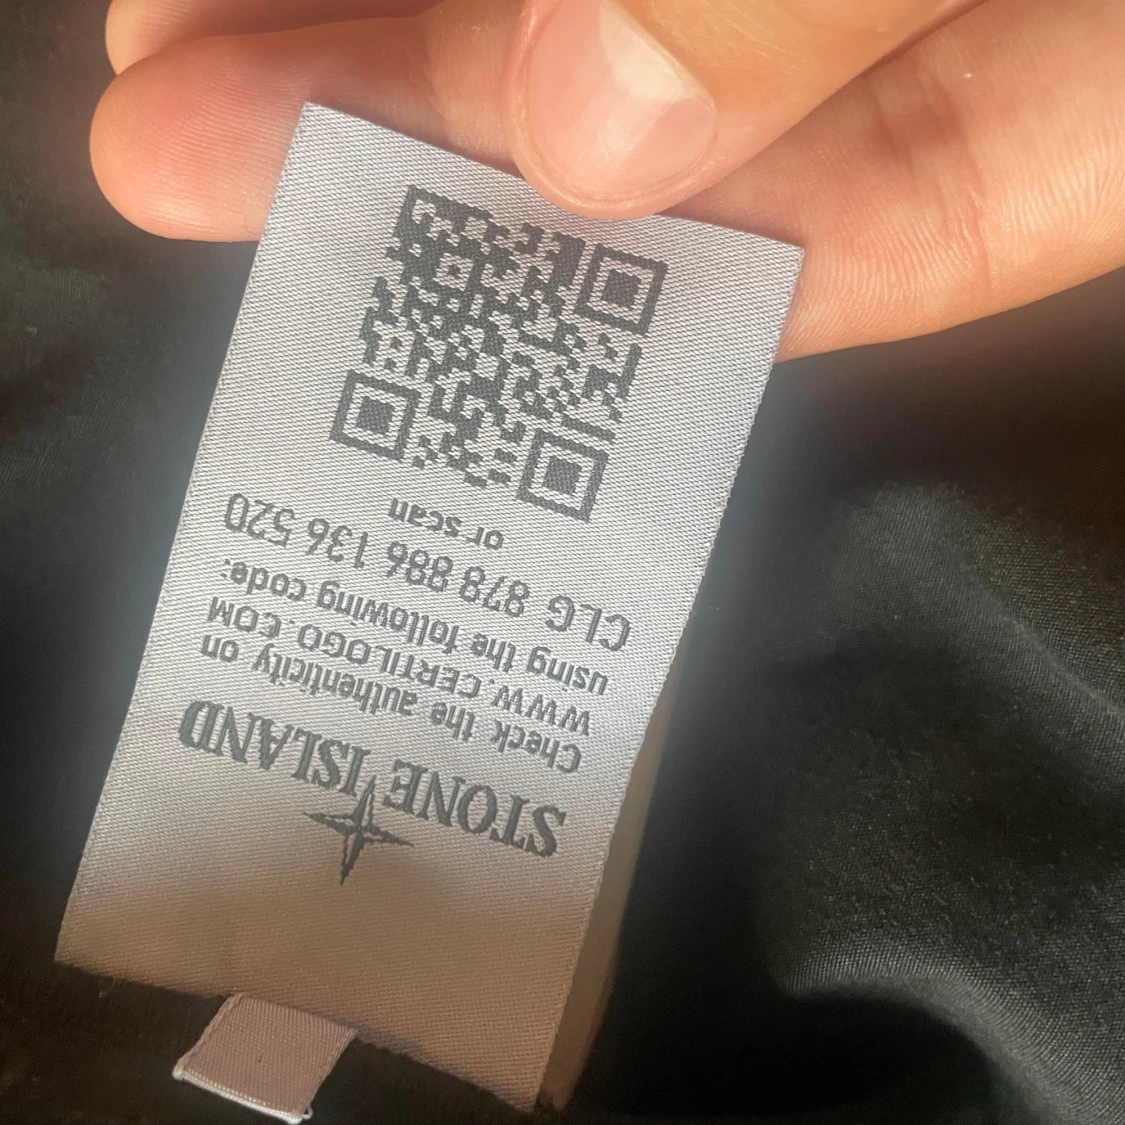 STONE ISLAND
Check the authenticity on
WWW.CERTILOGO.COM
using the following code:
CLG 878 886 136 520
or scan